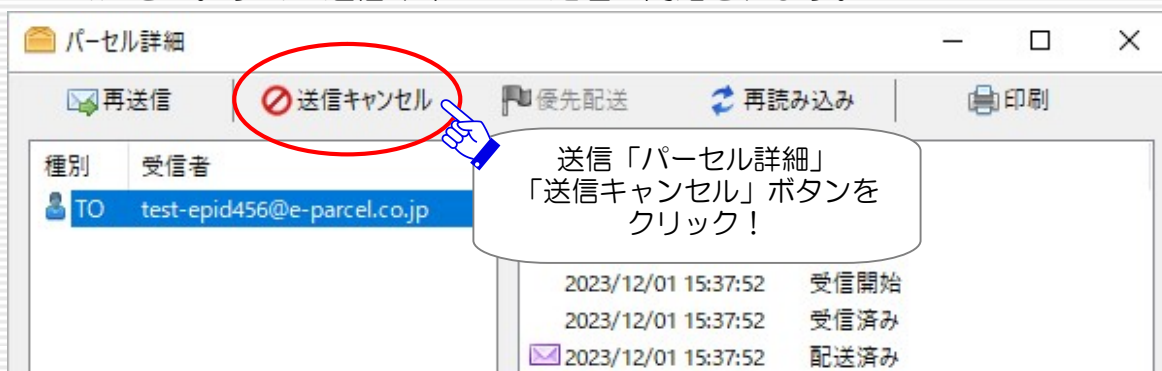 パーセル詳細
再送信 送信キャンセル 優先配送 再読み込み 印刷
種別 受信者
TO test-epid456@e-parcel.co.jp
送信「パーセル詳細」
「送信キャンセル」ボタンを
クリック！
2023/12/01 15:37:52 受信開始
2023/12/01 15:37:52 受信済み
2023/12/01 15:37:52 配送済み